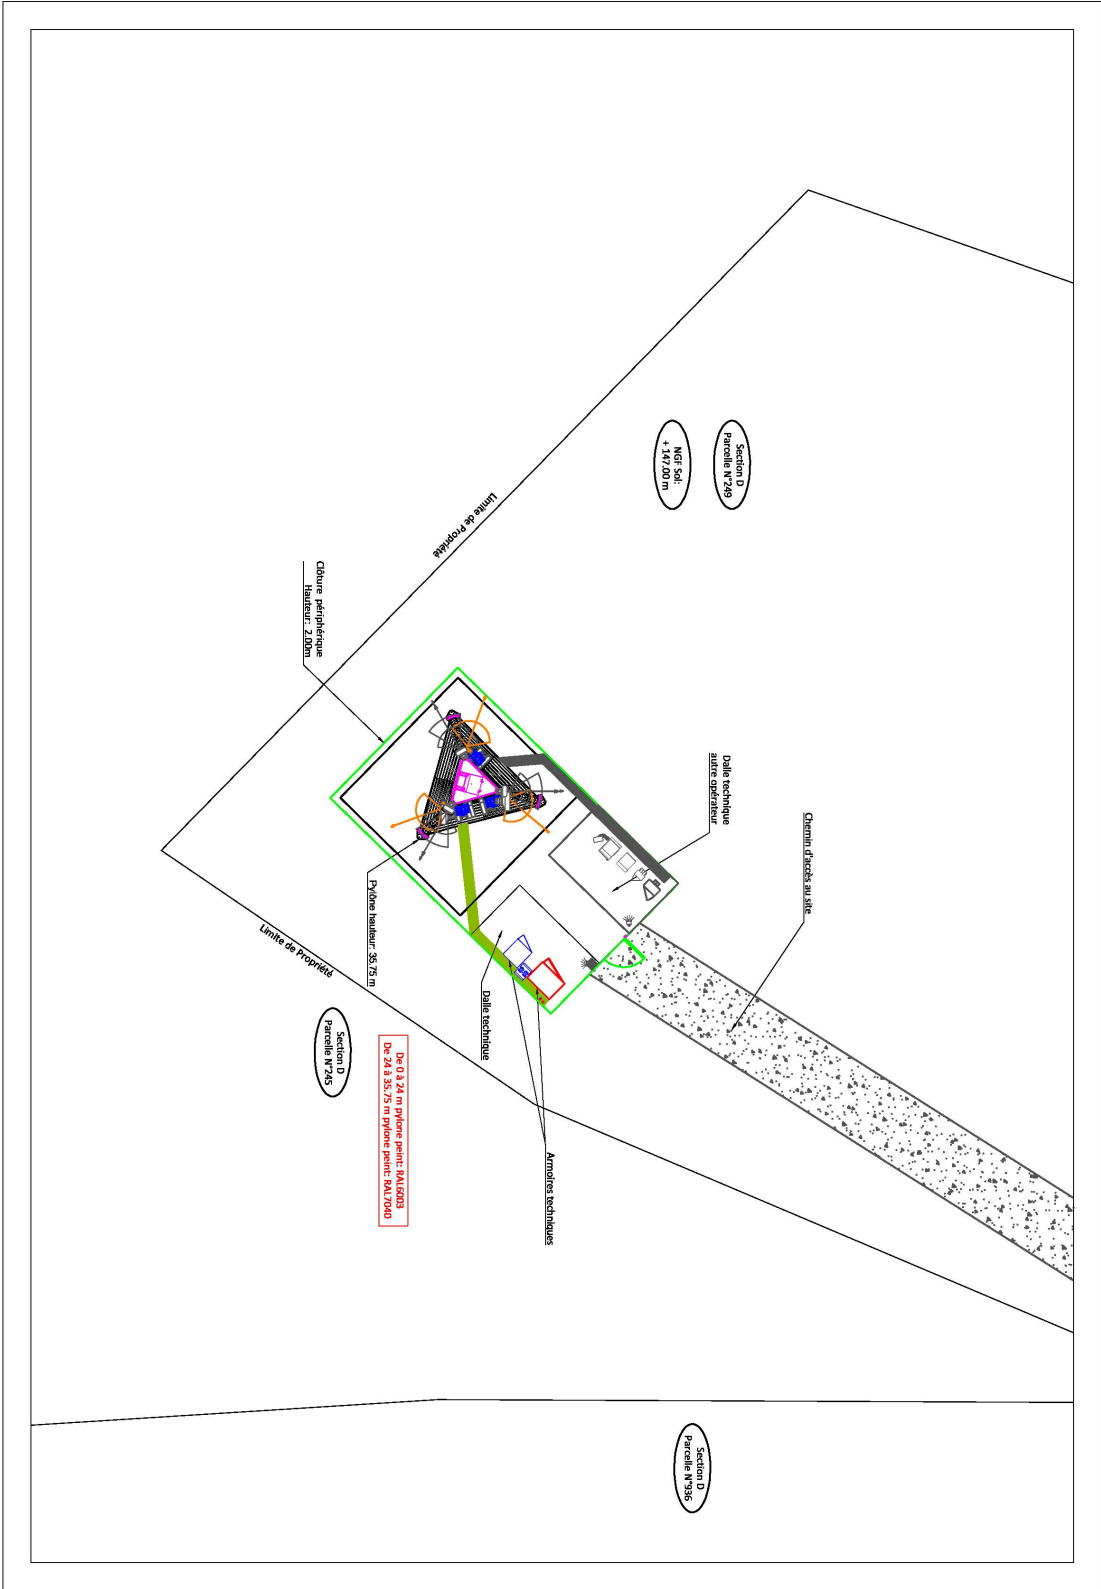 Section D
Parcelle N°249
NGF Sol:
+ 147.00 m
Limite de Propriété
Clôture périphérique
Hauteur: 2.00m
Dalle technique
autre opérateur
Chemin d'accès au site
Pylône hauteur: 35.75 m
Limite de Propriété
Dalle technique
Section D
Parcelle N°245
De 0 à 24 m pylone peint: RAL6003
De 24 à 35.75 m pylone peint: RAL7040
Armoires techniques
Section D
Parcelle N°936